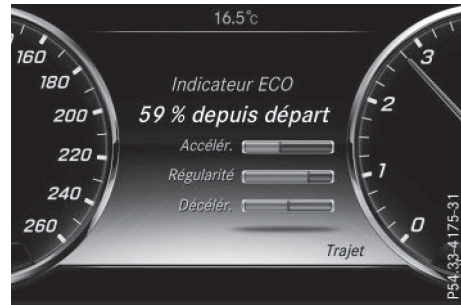 16.5°c
160
180
200
220
240
260
Indicateur ECO
59 % depuis départ
Accélér.
Régularité
Décélér.
Trajet
3
2
1
0
P54.33-4175-31